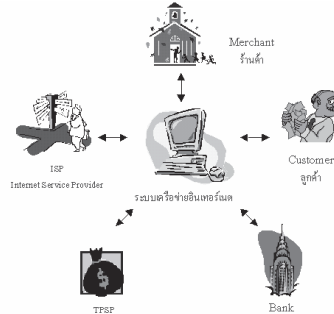 Merchant
ร้านค้า
ISP
Internet Service Provider
Customer
ลูกค้า
ระบบเครือข่ายอินเทอร์เนต
TPSP
Bank